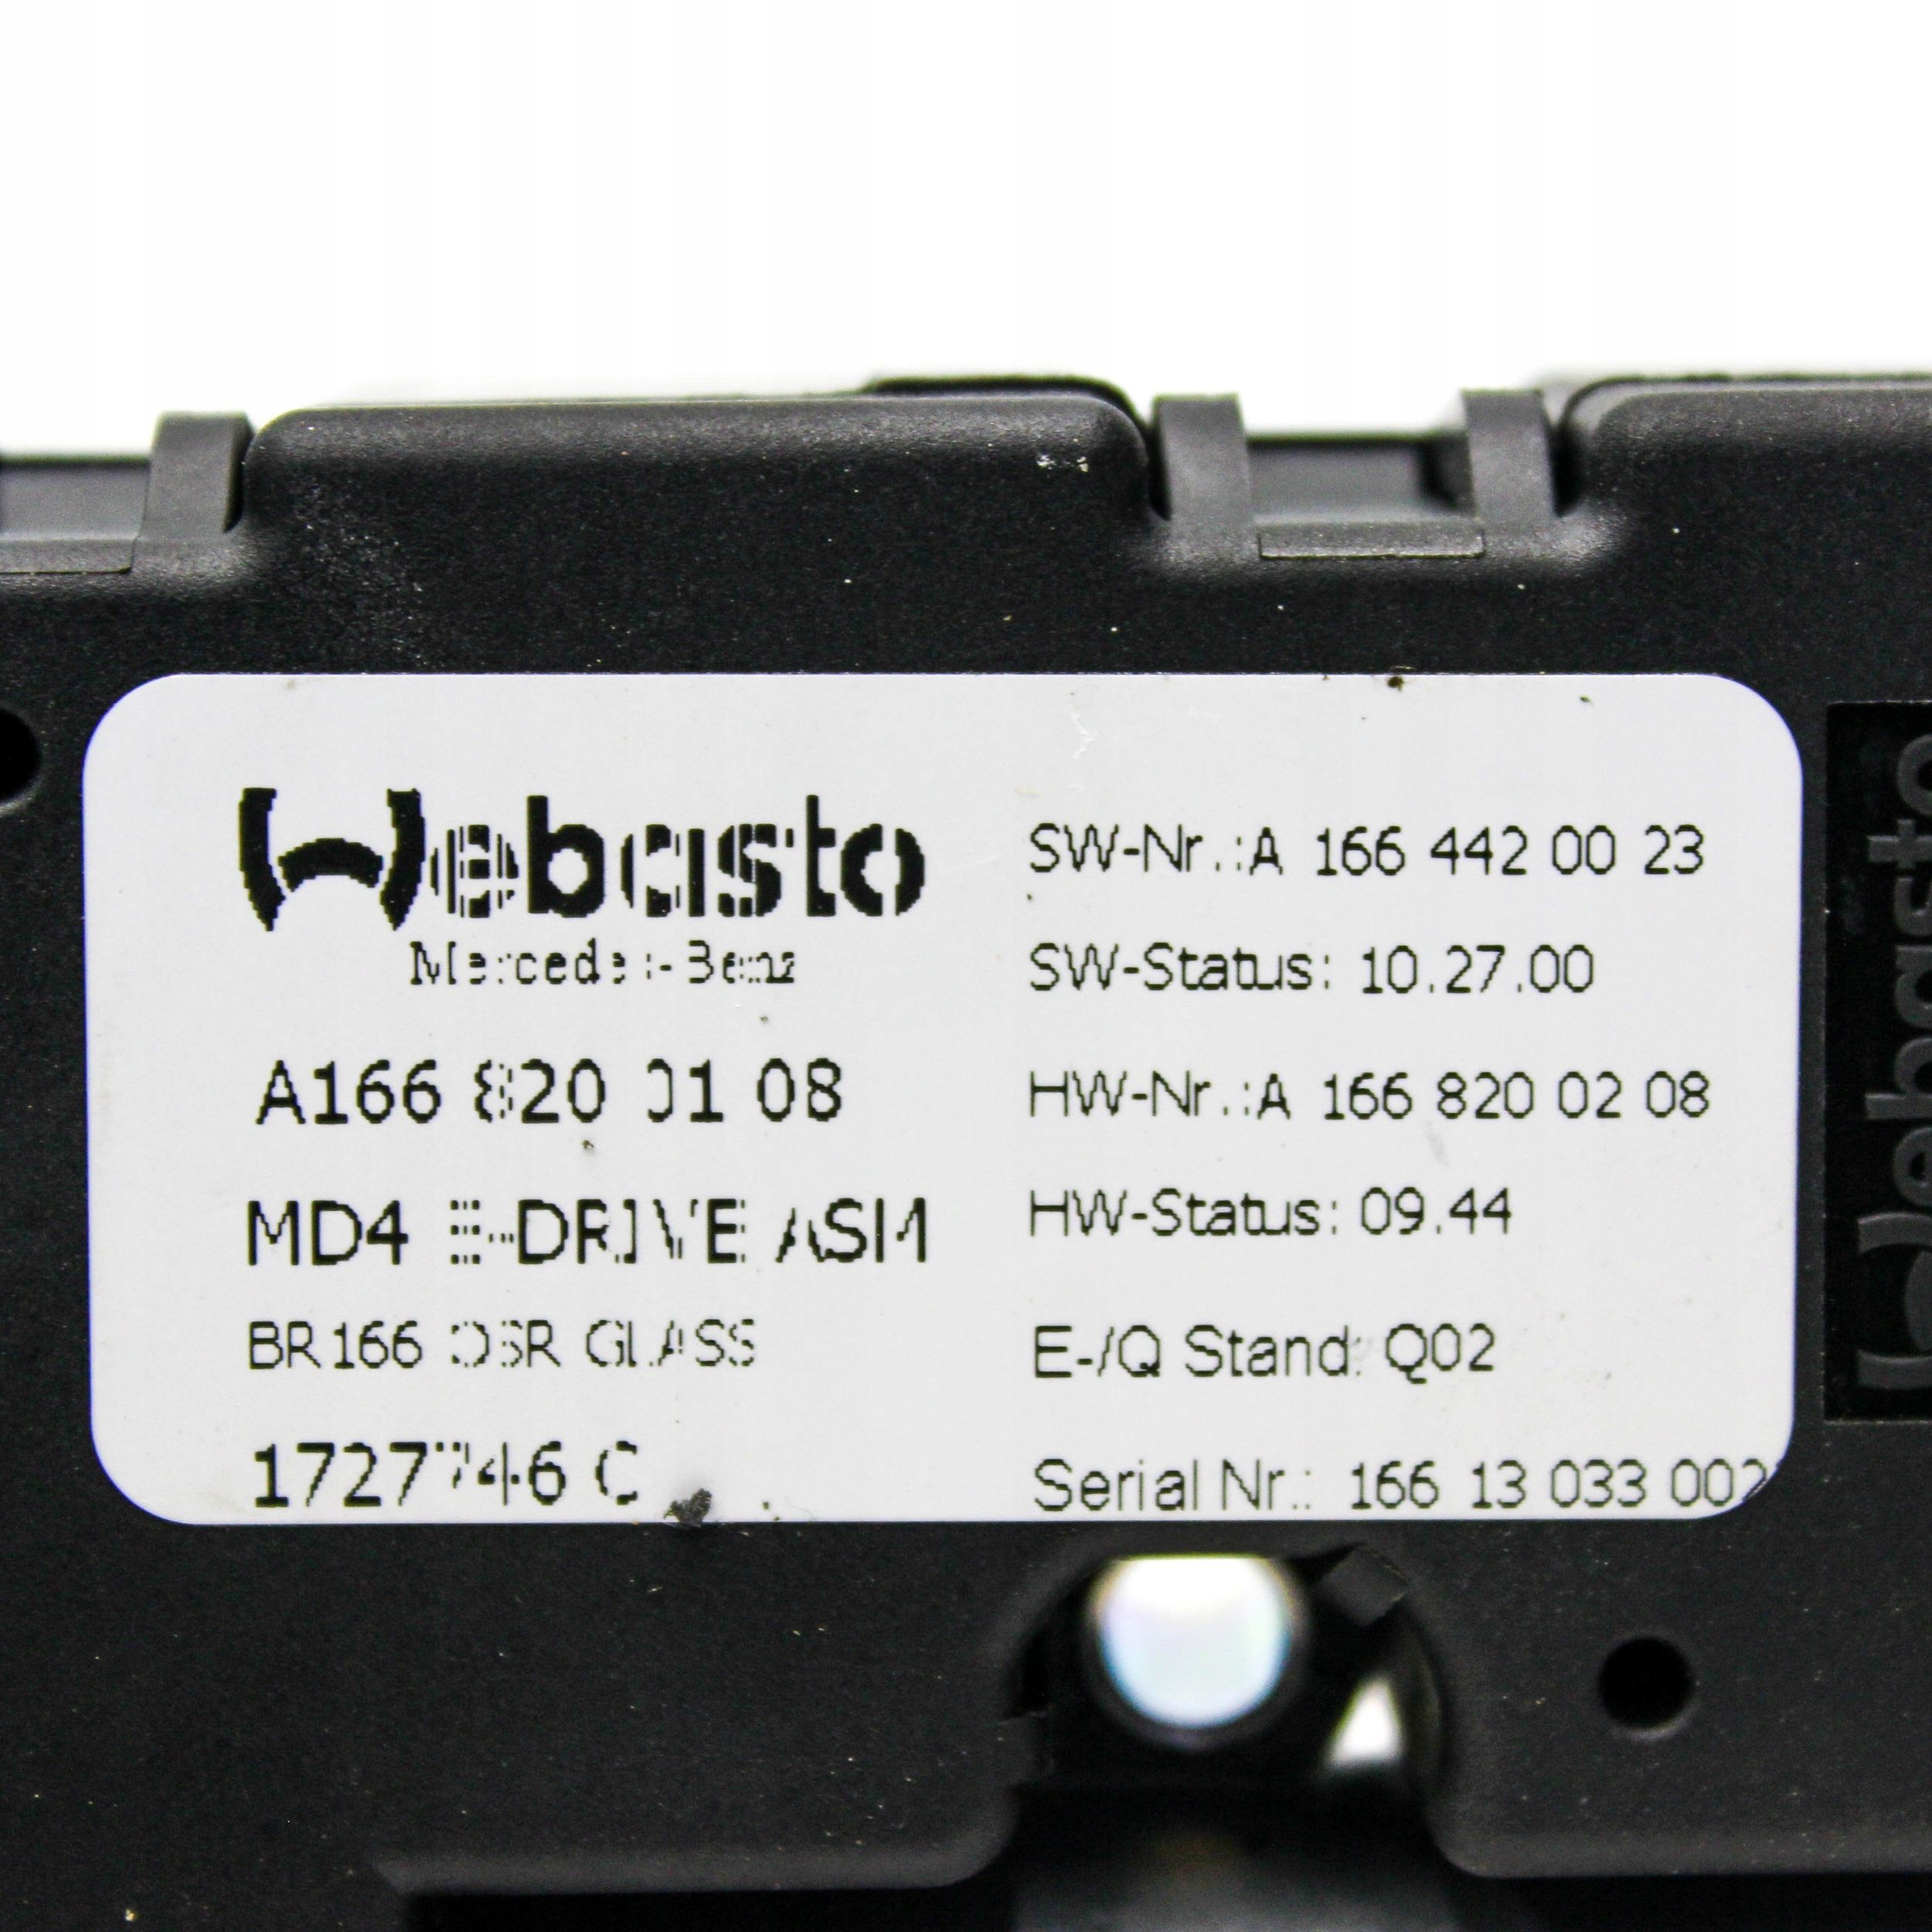 Webasto
Mercedes-Benz
A166 820 01 08
MD4 E-DRIVE ASM
BR166 OSR GLASS
1727746 C
SW-Nr.:A 166 442 00 23
SW-Status: 10.27.00
HW-Nr.:A 166 820 02 08
HW-Status: 09.44
E-/Q Stand: Q02
Serial Nr.: 166 13 033 002
Webasto